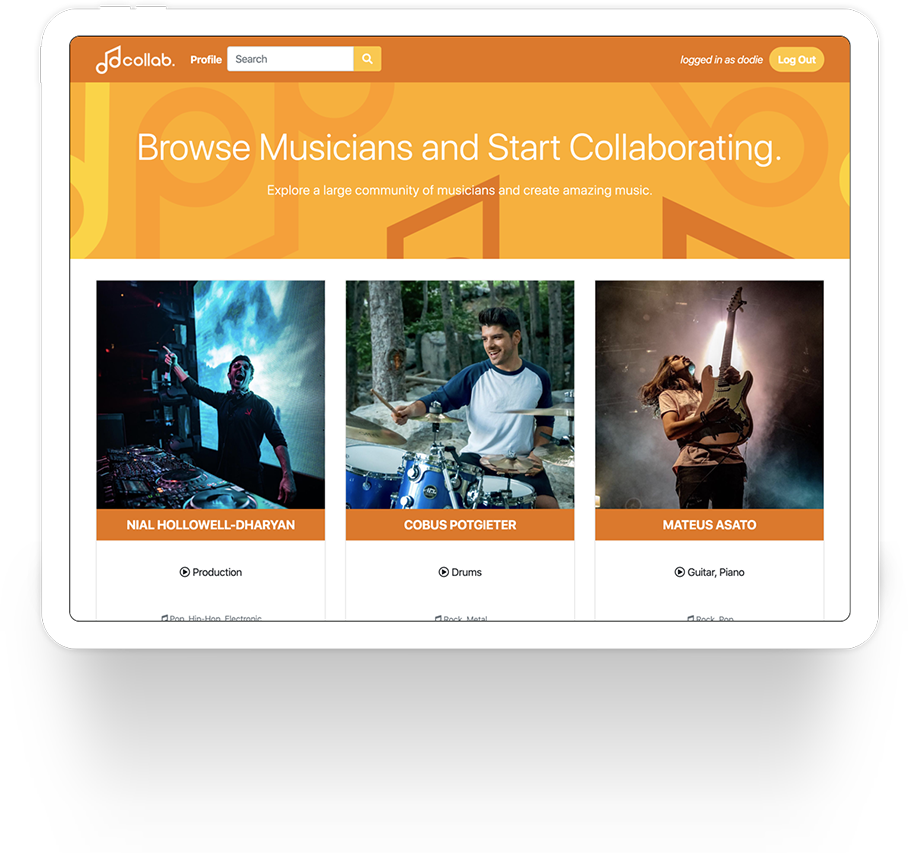 collab.
Profile
Search
logged in as dodie
Log Out
Browse Musicians and Start Collaborating.
Explore a large community of musicians and create amazing music.
NIAL HOLLOWELL-DHARYAN
COBUS POTGIETER
MATEUS ASATO
Production
Drums
Guitar, Piano
Pop, Hip-Hop, Electronic
Rock, Metal
Rock, Pop